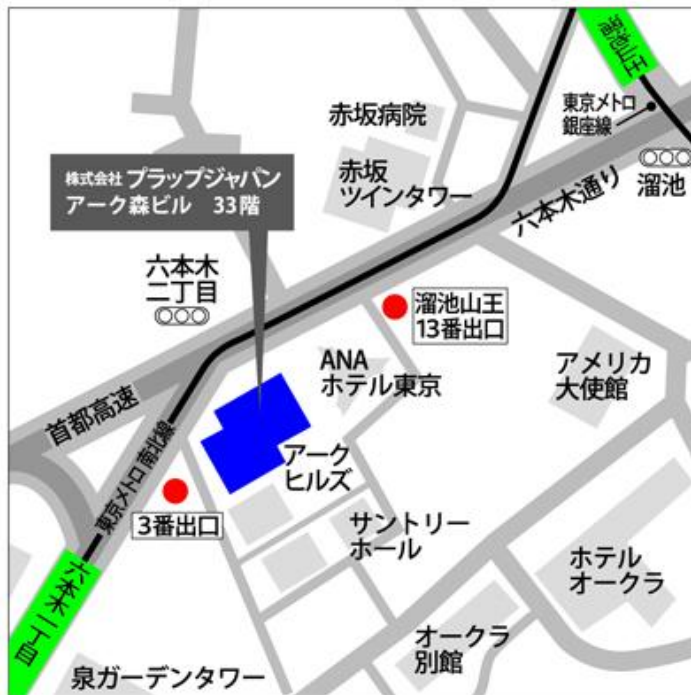 溜池山王
東京メトロ
銀座線
溜池
六本木通り
赤坂病院
赤坂
ツインタワー
株式会社 プラップジャパン
アーク森ビル 33階
六本木
二丁目
溜池山王
13番出口
ANA
ホテル東京
アメリカ
大使館
首都高速
東京メトロ南北線
アーク
ヒルズ
3番出口
サントリー
ホール
ホテル
オークラ
六本木一丁目
オークラ
別館
泉ガーデンタワー